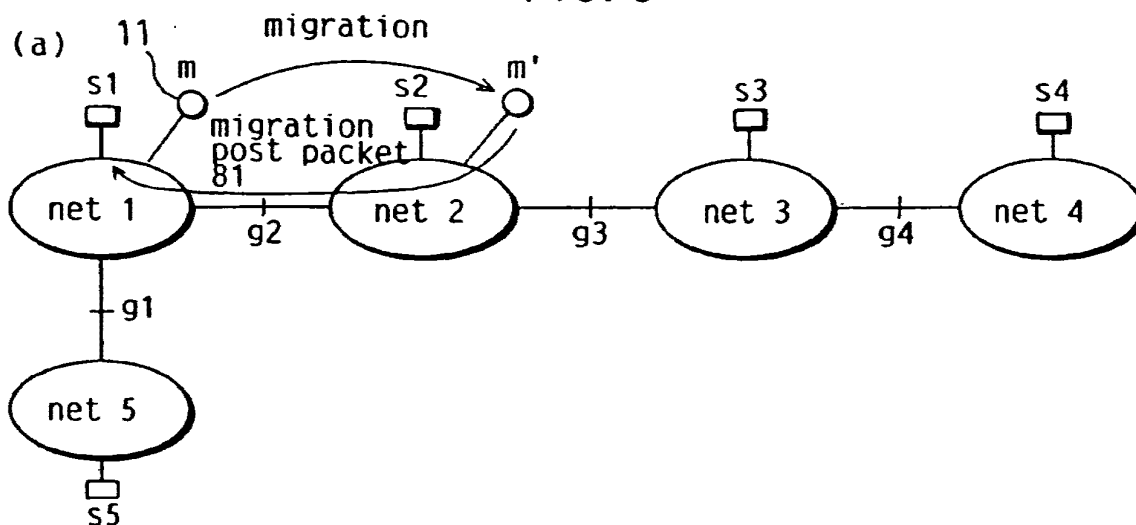 (a)
11
migration
m
m'
s1
s2
s3
s4
migration
post packet
81
net 1
net 2
net 3
net 4
g2
g3
g4
g1
net 5
s5